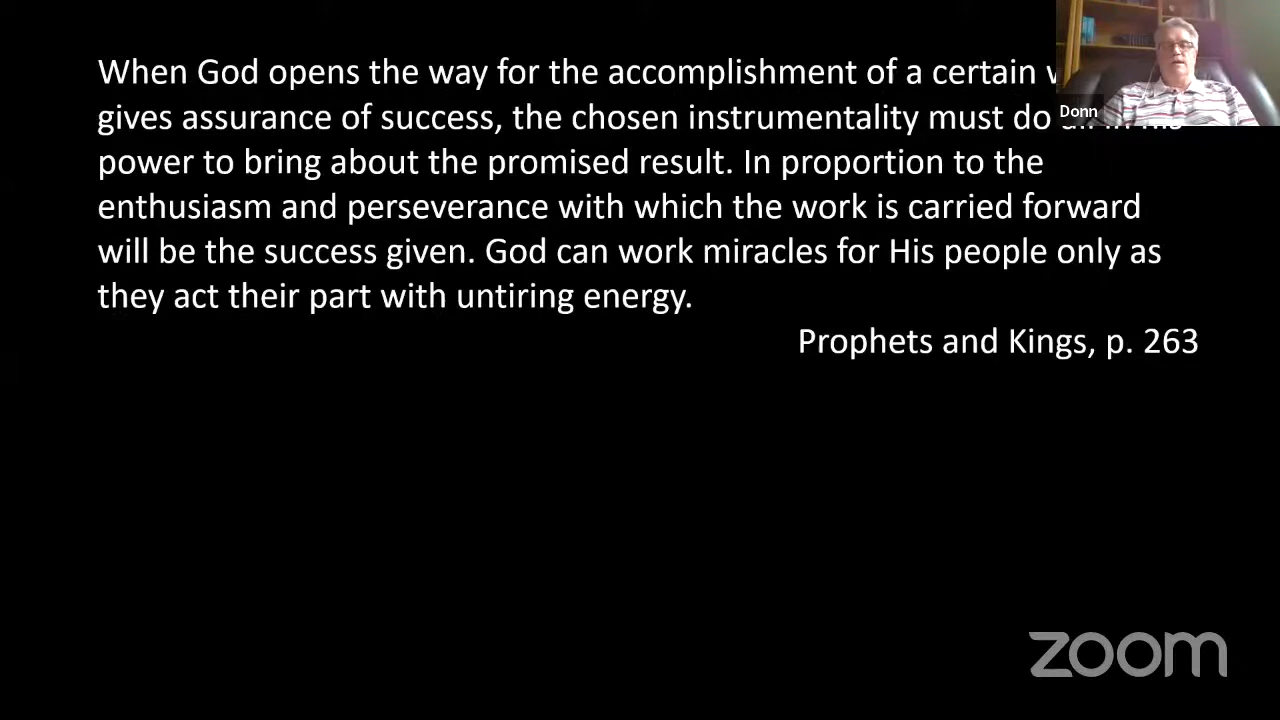 When God opens the way for the accomplishment of a certain
gives assurance of success, the chosen instrumentality must do
power to bring about the promised result. In proportion to the
enthusiasm and perseverance with which the work is carried forward
will be the success given. God can work miracles for His people only as
they act their part with untiring energy.
Prophets and Kings, p. 263
Donn
zoom